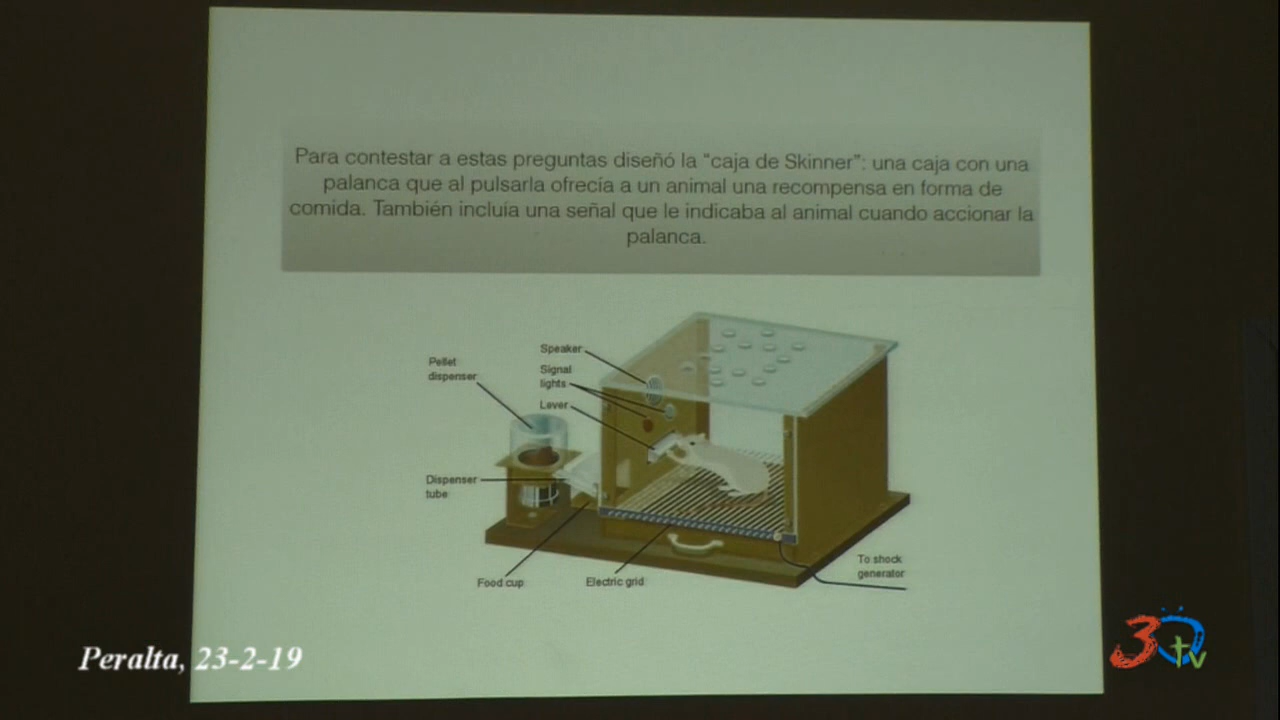 Para contestar a estas preguntas diseñó la “caja de Skinner”: una caja con una
palanca que al pulsarla ofrecía a un animal una recompensa en forma de
comida. También incluía una señal que le indicaba al animal cuando accionar la
palanca.
Speaker
Pellet
dispenser
Signal
lights
Lever
Dispenser
tube
To shock
generator
Food cup
Electric grid
Peralta, 23-2-19
30tv